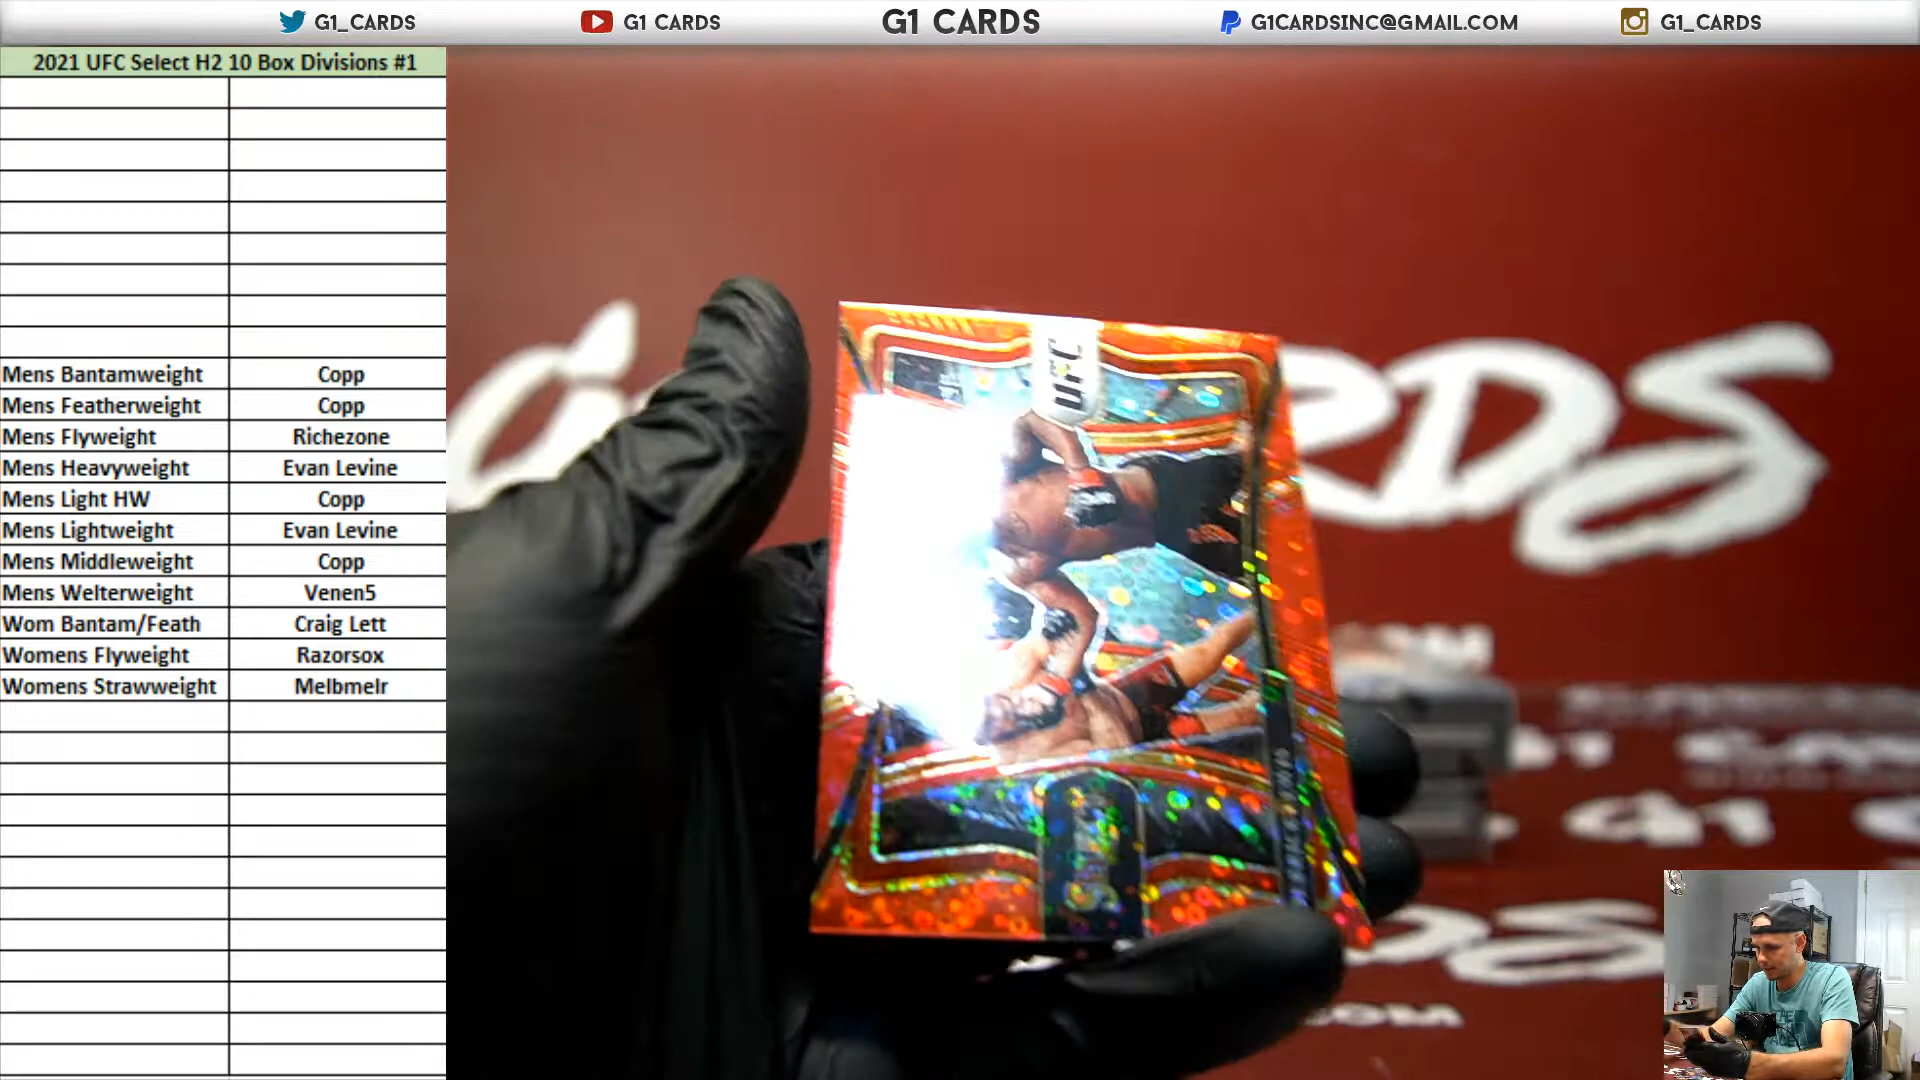 G1_CARDS
G1 CARDS
G1 CARDS
G1CARDSINC@GMAIL.COM
G1_CARDS
2021 UFC Select H2 10 Box Divisions #1
Mens Bantamweight Copp
Mens Featherweight Copp
Mens Flyweight Richezone
Mens Heavyweight Evan Levine
Mens Light HW Copp
Mens Lightweight Evan Levine
Mens Middleweight Copp
Mens Welterweight Venen5
Wom Bantam/Feath Craig Lett
Womens Flyweight Razorsox
Womens Strawweight Melbmelr
UFC